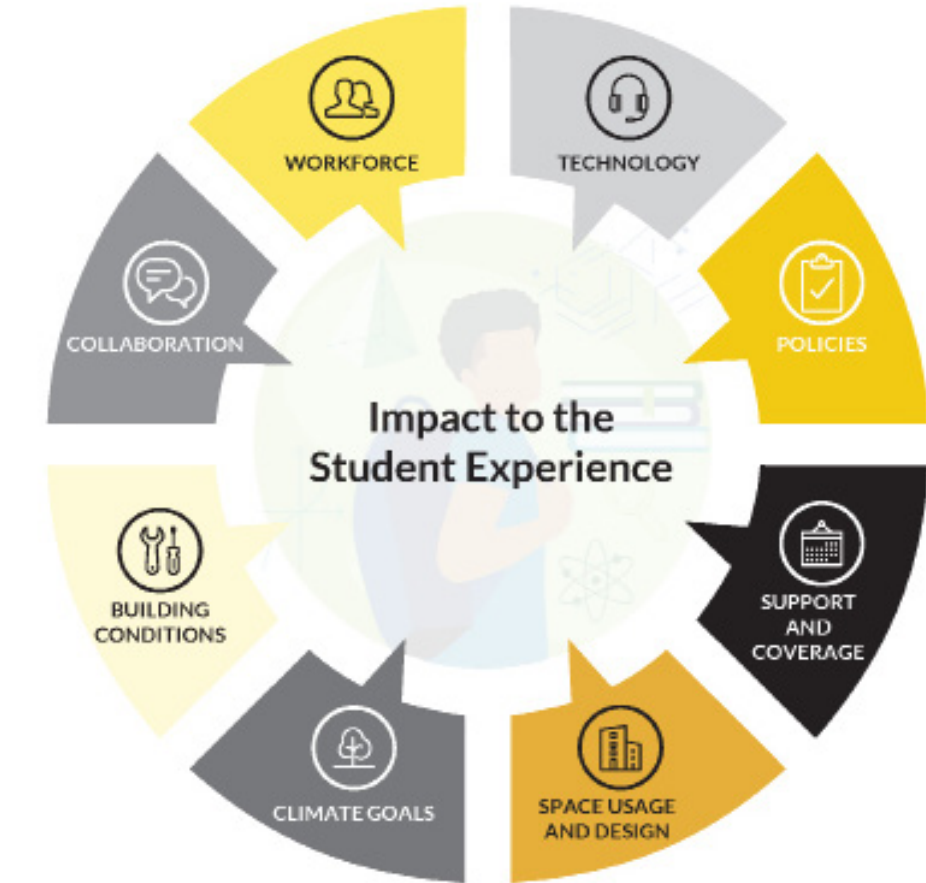 WORKFORCE
TECHNOLOGY
COLLABORATION
POLICIES
Impact to the
Student Experience
BUILDING
CONDITIONS
SUPPORT
AND
COVERAGE
CLIMATE GOALS
SPACE USAGE
AND DESIGN